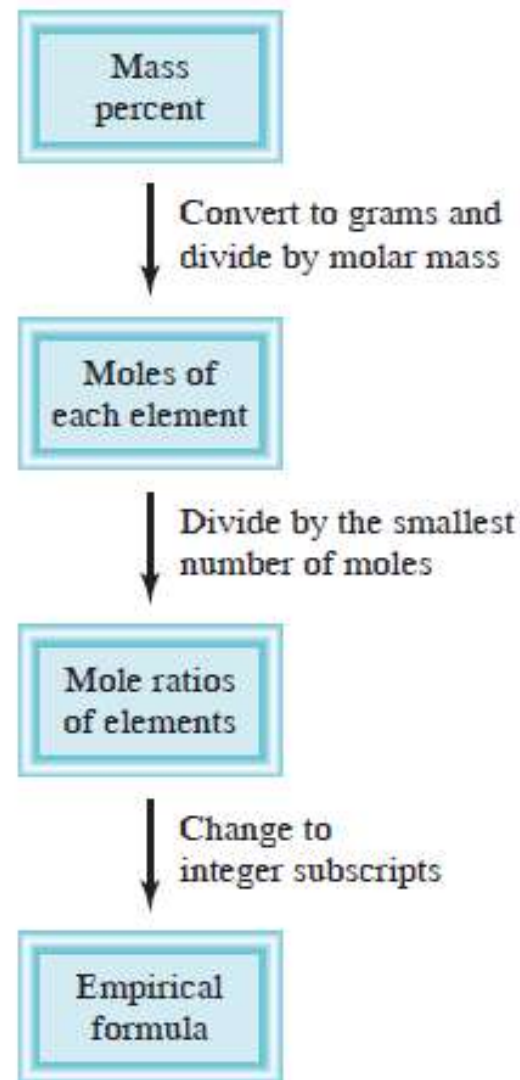 Mass
percent
Convert to grams and
divide by molar mass
Moles of
each element
Divide by the smallest
number of moles
Mole ratios
of elements
Change to
integer subscripts
Empirical
formula